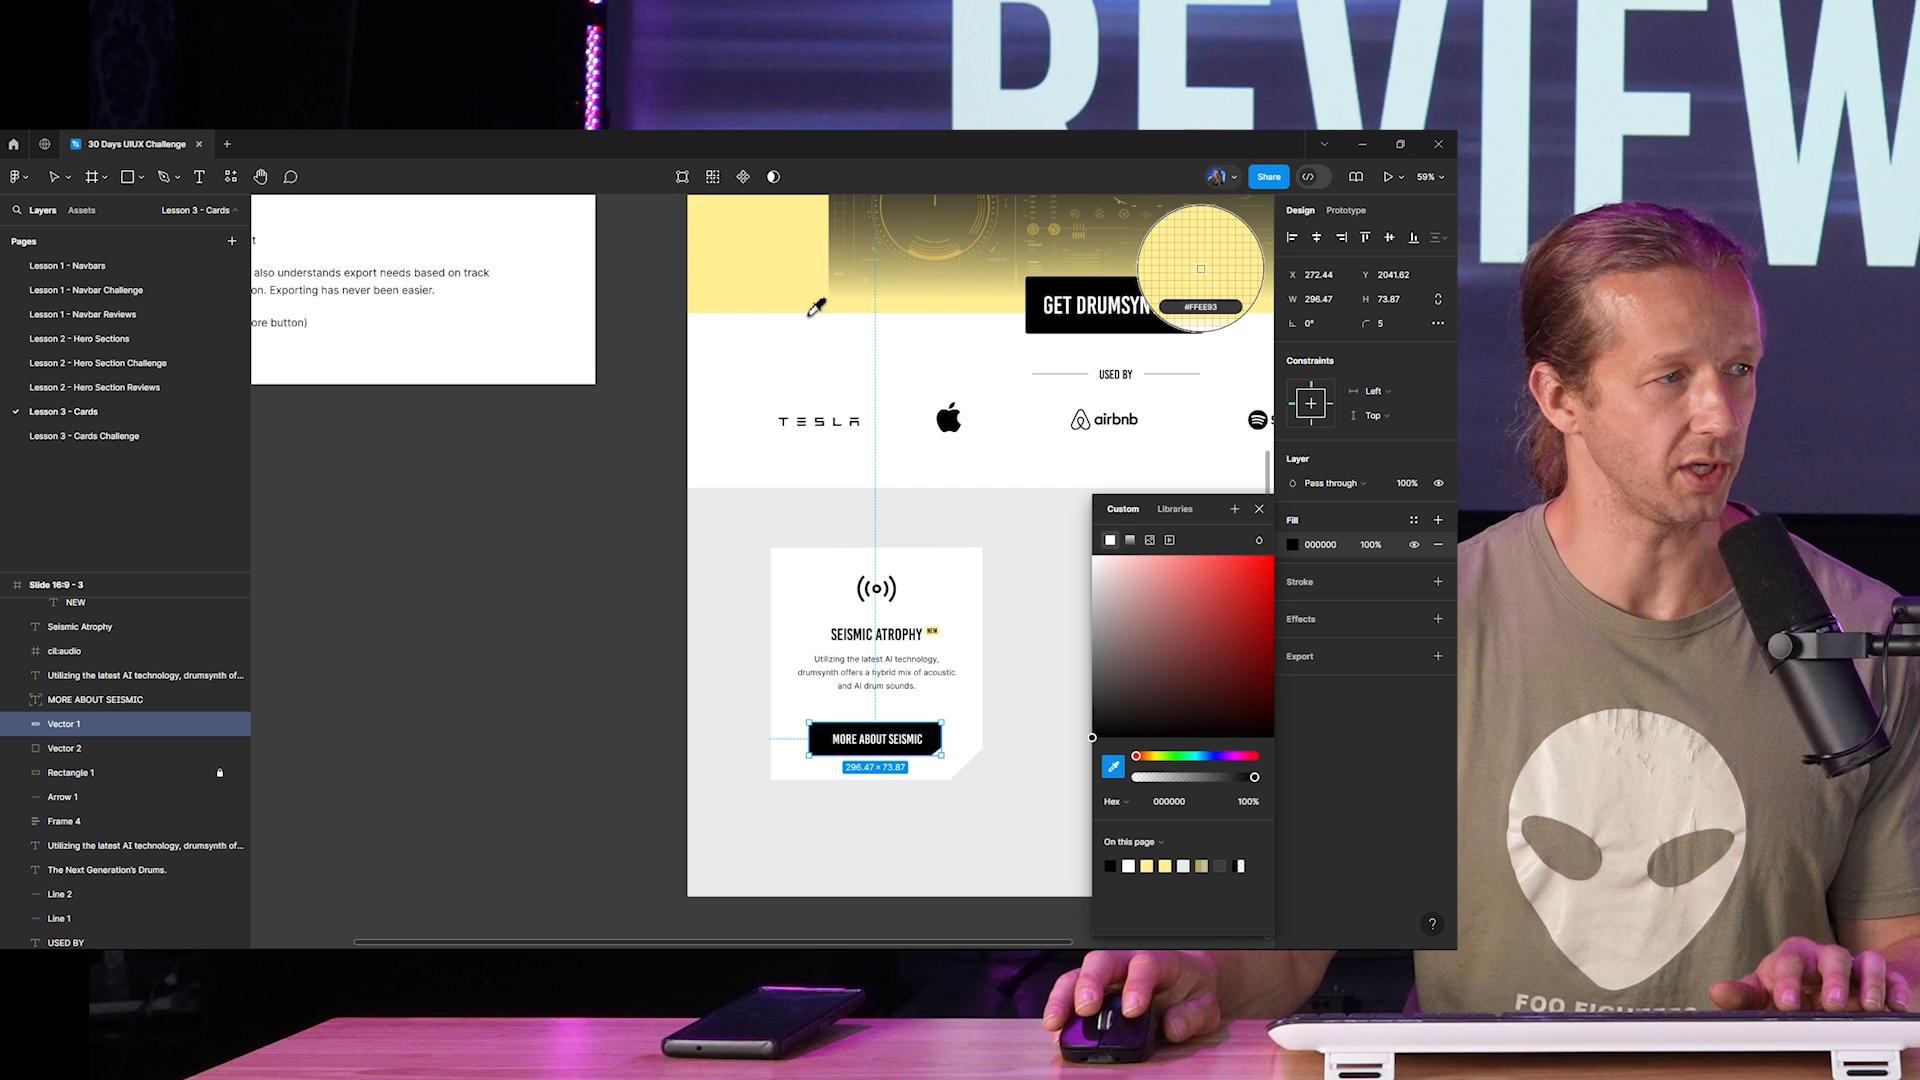 REVIEW
30 Days UIUX Challenge
Share
59%
Layers
Assets
Lesson 3 - Cards
Pages
Lesson 1 - Navbars
Lesson 1 - Navbar Challenge
Lesson 1 - Navbar Reviews
Lesson 2 - Hero Sections
Lesson 2 - Hero Section Challenge
Lesson 2 - Hero Section Reviews
Lesson 3 - Cards
Lesson 3 - Cards Challenge
Slide 16:9 - 3
NEW
Seismic Atrophy
cil:audio
Utilizing the latest AI technology, drumsynth of...
MORE ABOUT SEISMIC
Vector 1
Vector 2
Rectangle 1
Arrow 1
Frame 4
Utilizing the latest AI technology, drumsynth of...
The Next Generation's Drums.
Line 2
Line 1
USED BY
t
also understands export needs based on track
on. Exporting has never been easier.
ore button)
GET DRUMSYN
#FFEE93
USED BY
TESLA
airbnb
S
SEISMIC ATROPHY NEW
Utilizing the latest AI technology,
drumsynth offers a hybrid mix of acoustic
and AI drum sounds.
MORE ABOUT SEISMIC
296.47 × 73.87
Custom
Libraries
Hex
000000
100%
On this page
Design
Prototype
X 272.44
Y 2041.62
W 296.47
H 73.87
0°
5
Constraints
Left
Top
Layer
Pass through
100%
Fill
000000
100%
Stroke
Effects
Export
?
FOO FIGHTERS